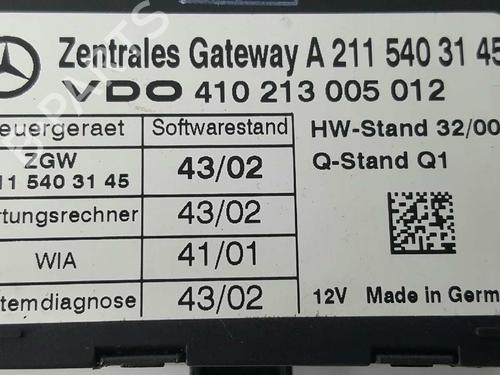 Zentrales Gateway A 211 540 31 45
VDO 410 213 005 012
euergeraet Softwarestand HW-Stand 32/00
ZGW 43/02 Q-Stand Q1
11 540 31 45
rtungsrechner 43/02
WIA 41/01
temdiagnose 43/02 12V Made in Germ